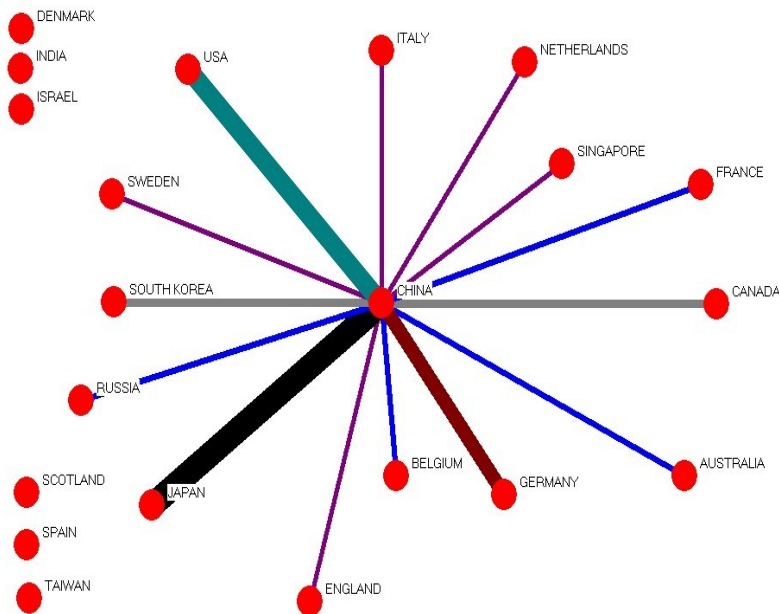 DENMARK
ITALY
NETHERLANDS
INDIA
USA
ISRAEL
SINGAPORE
FRANCE
SWEDEN
SOUTH KOREA
CHINA
CANADA
RUSSIA
BELGIUM
AUSTRALIA
SCOTLAND
GERMANY
JAPAN
SPAIN
TAIWAN
ENGLAND